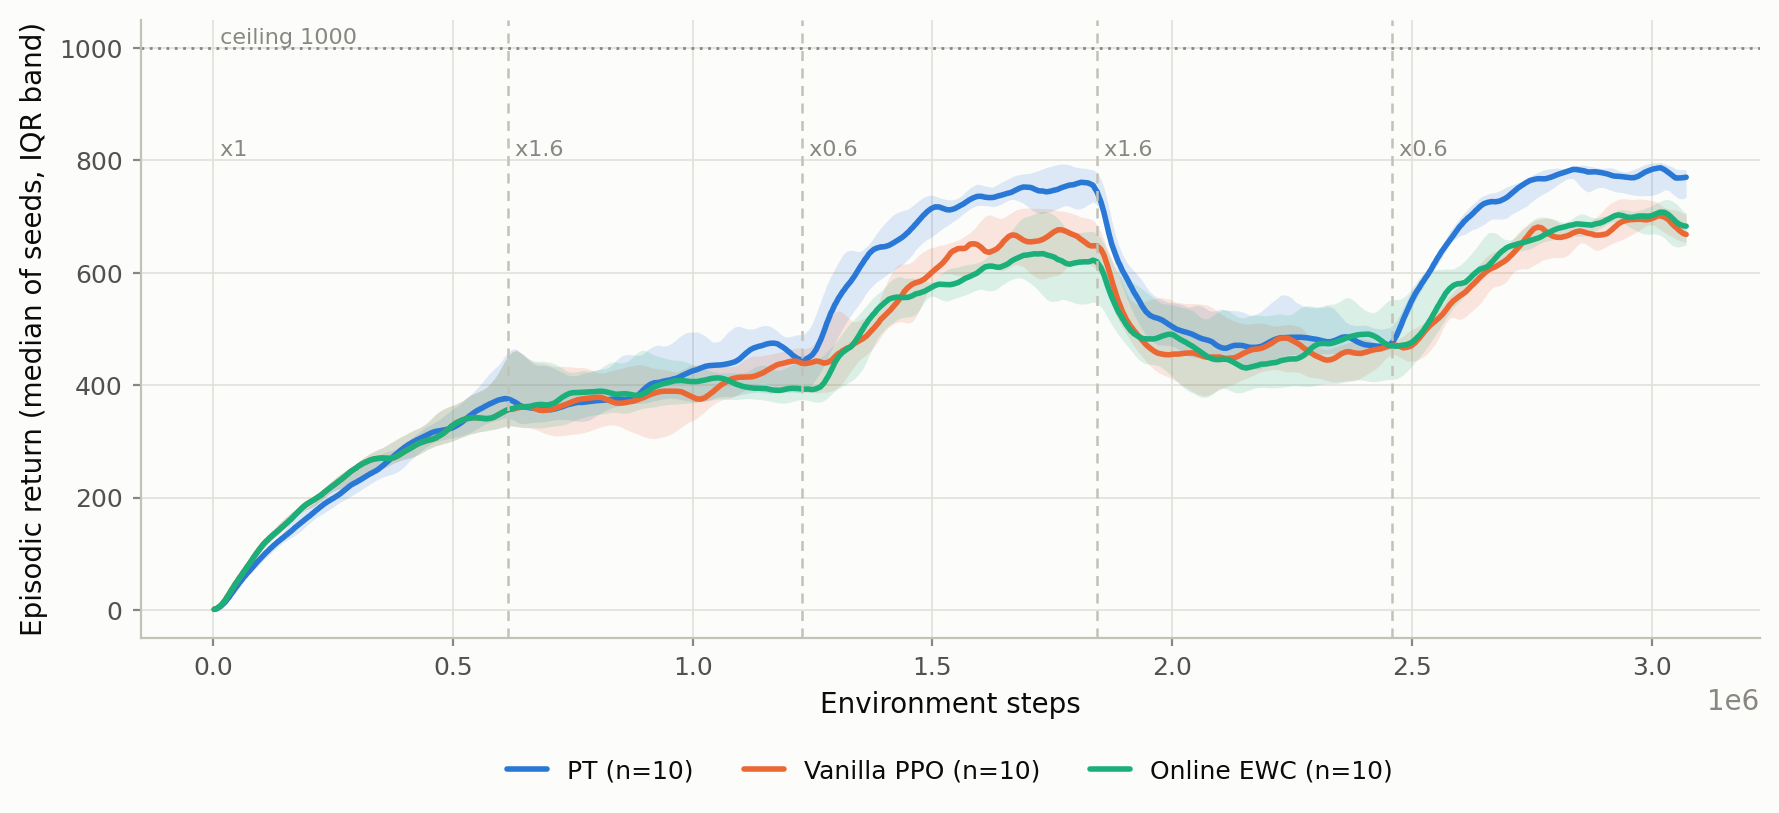 Episodic return (median of seeds, IQR band)
1000
800
600
400
200
0
ceiling 1000
x1
x1.6
x0.6
x1.6
x0.6
0.0
0.5
1.0
1.5
2.0
2.5
3.0
Environment steps
1e6
PT (n=10)
Vanilla PPO (n=10)
Online EWC (n=10)